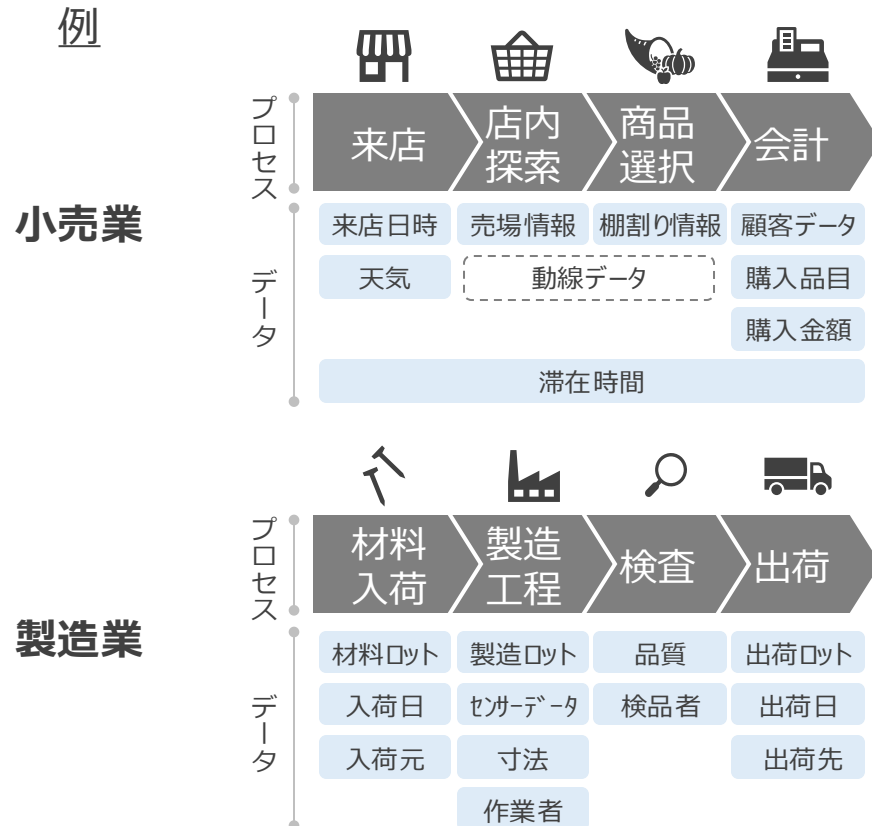 例
小売業
プロセス
来店
店内
探索
商品
選択
会計
データ
来店日時
売場情報
棚割り情報
顧客データ
天気
動線データ
購入品目
購入金額
滞在時間
製造業
プロセス
材料
入荷
製造
工程
検査
出荷
データ
材料ロット
製造ロット
品質
出荷ロット
入荷日
センサーデータ
検品者
出荷日
入荷元
寸法
出荷先
作業者